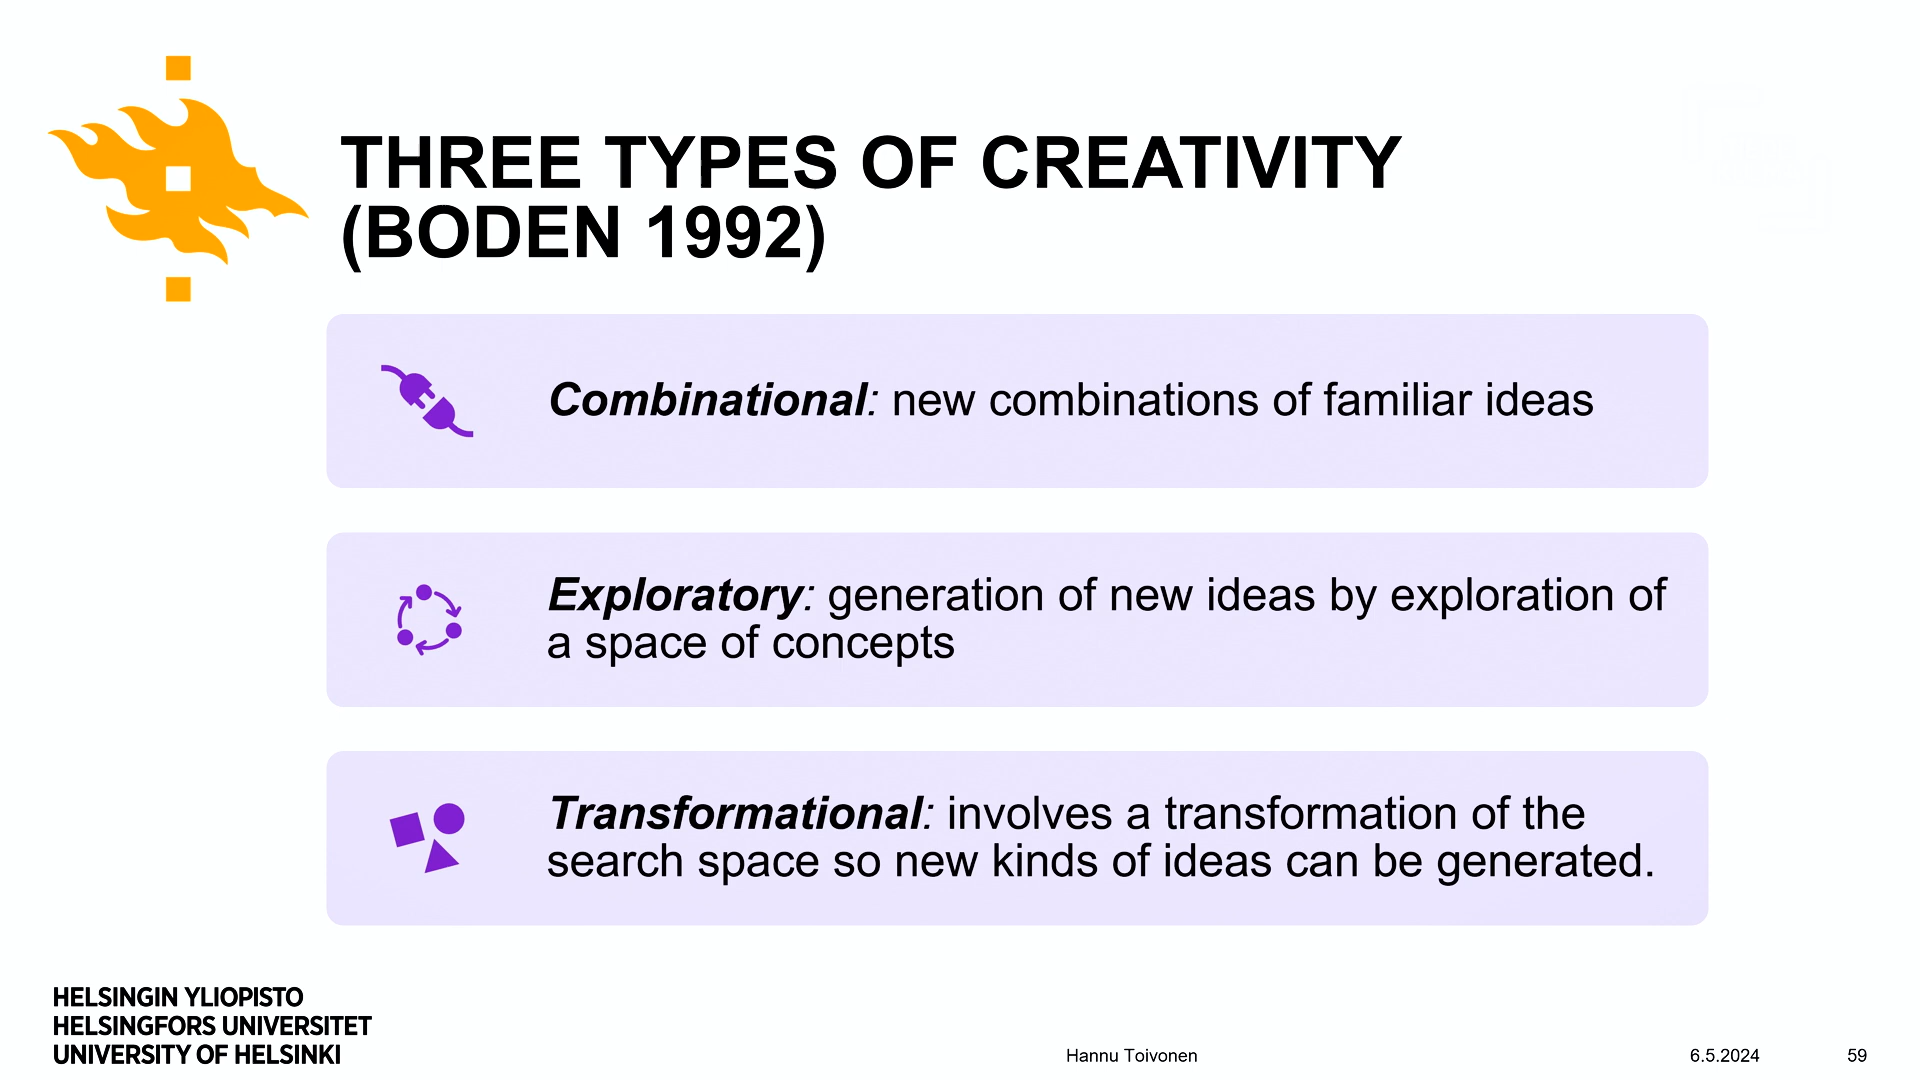 THREE TYPES OF CREATIVITY
(BODEN 1992)
Combinational: new combinations of familiar ideas
Exploratory: generation of new ideas by exploration of
a space of concepts
Transformational: involves a transformation of the
search space so new kinds of ideas can be generated.
HELSINGIN YLIOPISTO
HELSINGFORS UNIVERSITET
UNIVERSITY OF HELSINKI
Hannu Toivonen
6.5.2024
59